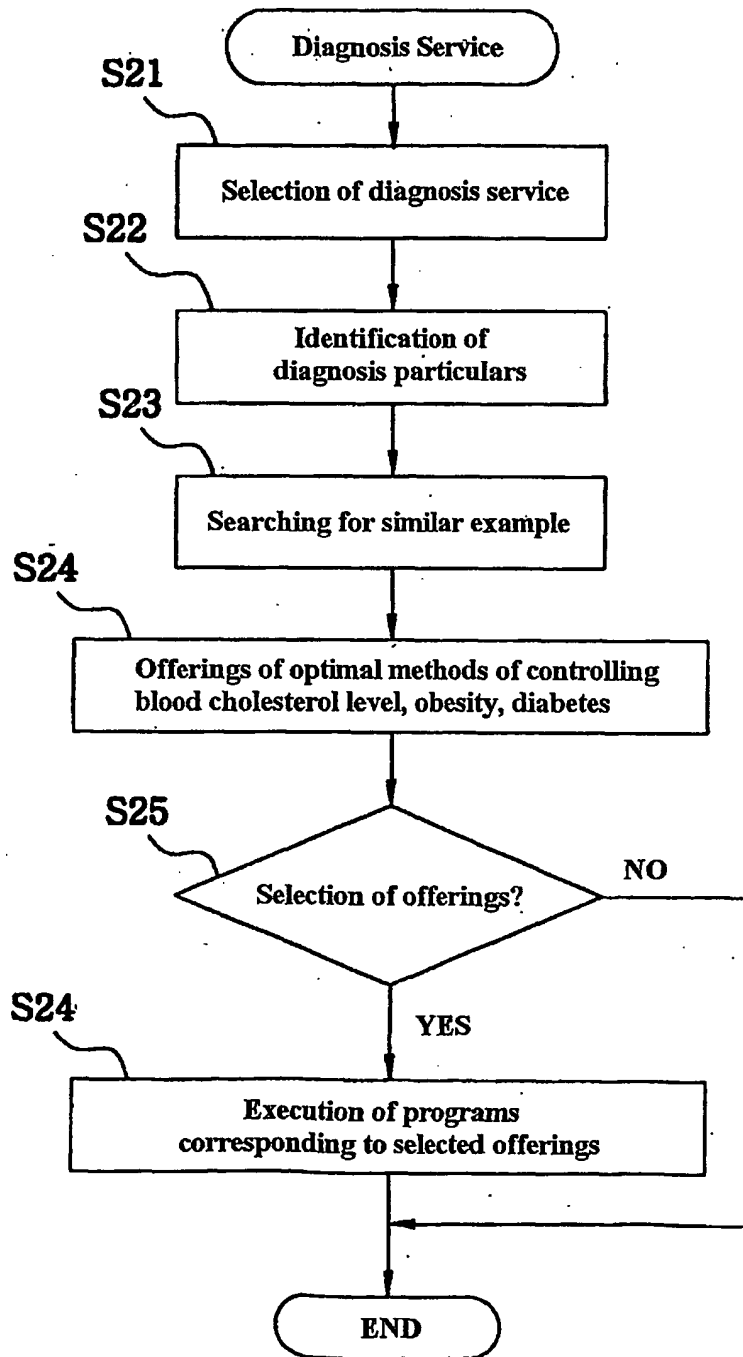 Diagnosis Service
S21
Selection of diagnosis service
S22
Identification of
diagnosis particulars
S23
Searching for similar example
S24
Offerings of optimal methods of controlling
blood cholesterol level, obesity, diabetes
S25
Selection of offerings?
NO
YES
S24
Execution of programs
corresponding to selected offerings
END